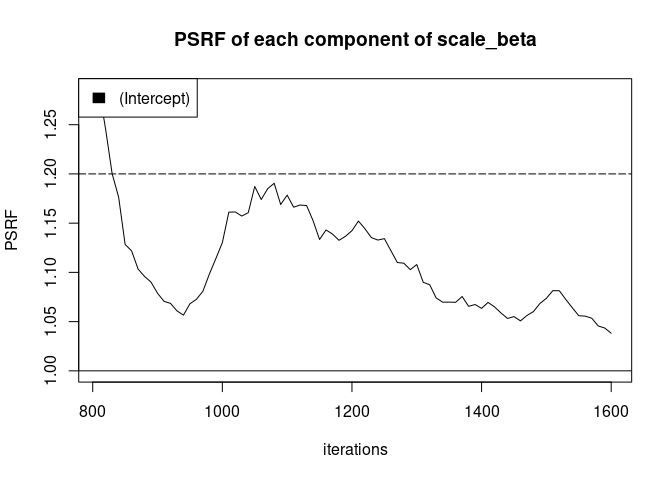 PSRF of each component of scale_beta
(Intercept)
PSRF
1.25
1.20
1.15
1.10
1.05
1.00
800 1000 1200 1400 1600
iterations